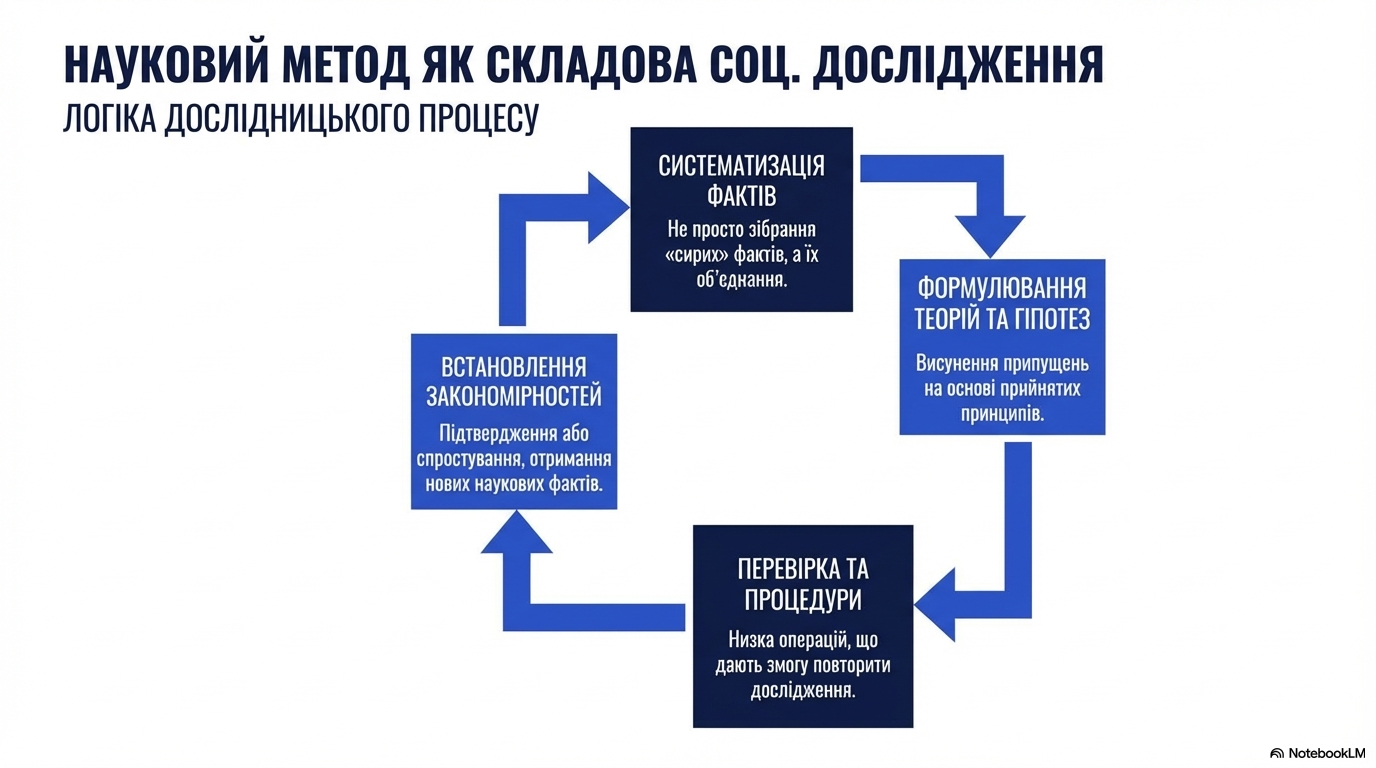 НАУКОВИЙ МЕТОД ЯК СКЛАДОВА СОЦ. ДОСЛІДЖЕННЯ
ЛОГІКА ДОСЛІДНИЦЬКОГО ПРОЦЕСУ
СИСТЕМАТИЗАЦІЯ
ФАКТІВ
Не просто зібрання
«сирих» фактів, а їх
об’єднання.
ФОРМУЛЮВАННЯ
ТЕОРІЙ ТА ГІПОТЕЗ
Висунення припущень
на основі прийнятих
принципів.
ПЕРЕВІРКА ТА
ПРОЦЕДУРИ
Низка операцій, що
дають змогу повторити
дослідження.
ВСТАНОВЛЕННЯ
ЗАКОНОМІРНОСТЕЙ
Підтвердження або
спростування, отримання
нових наукових фактів.
NotebookLM